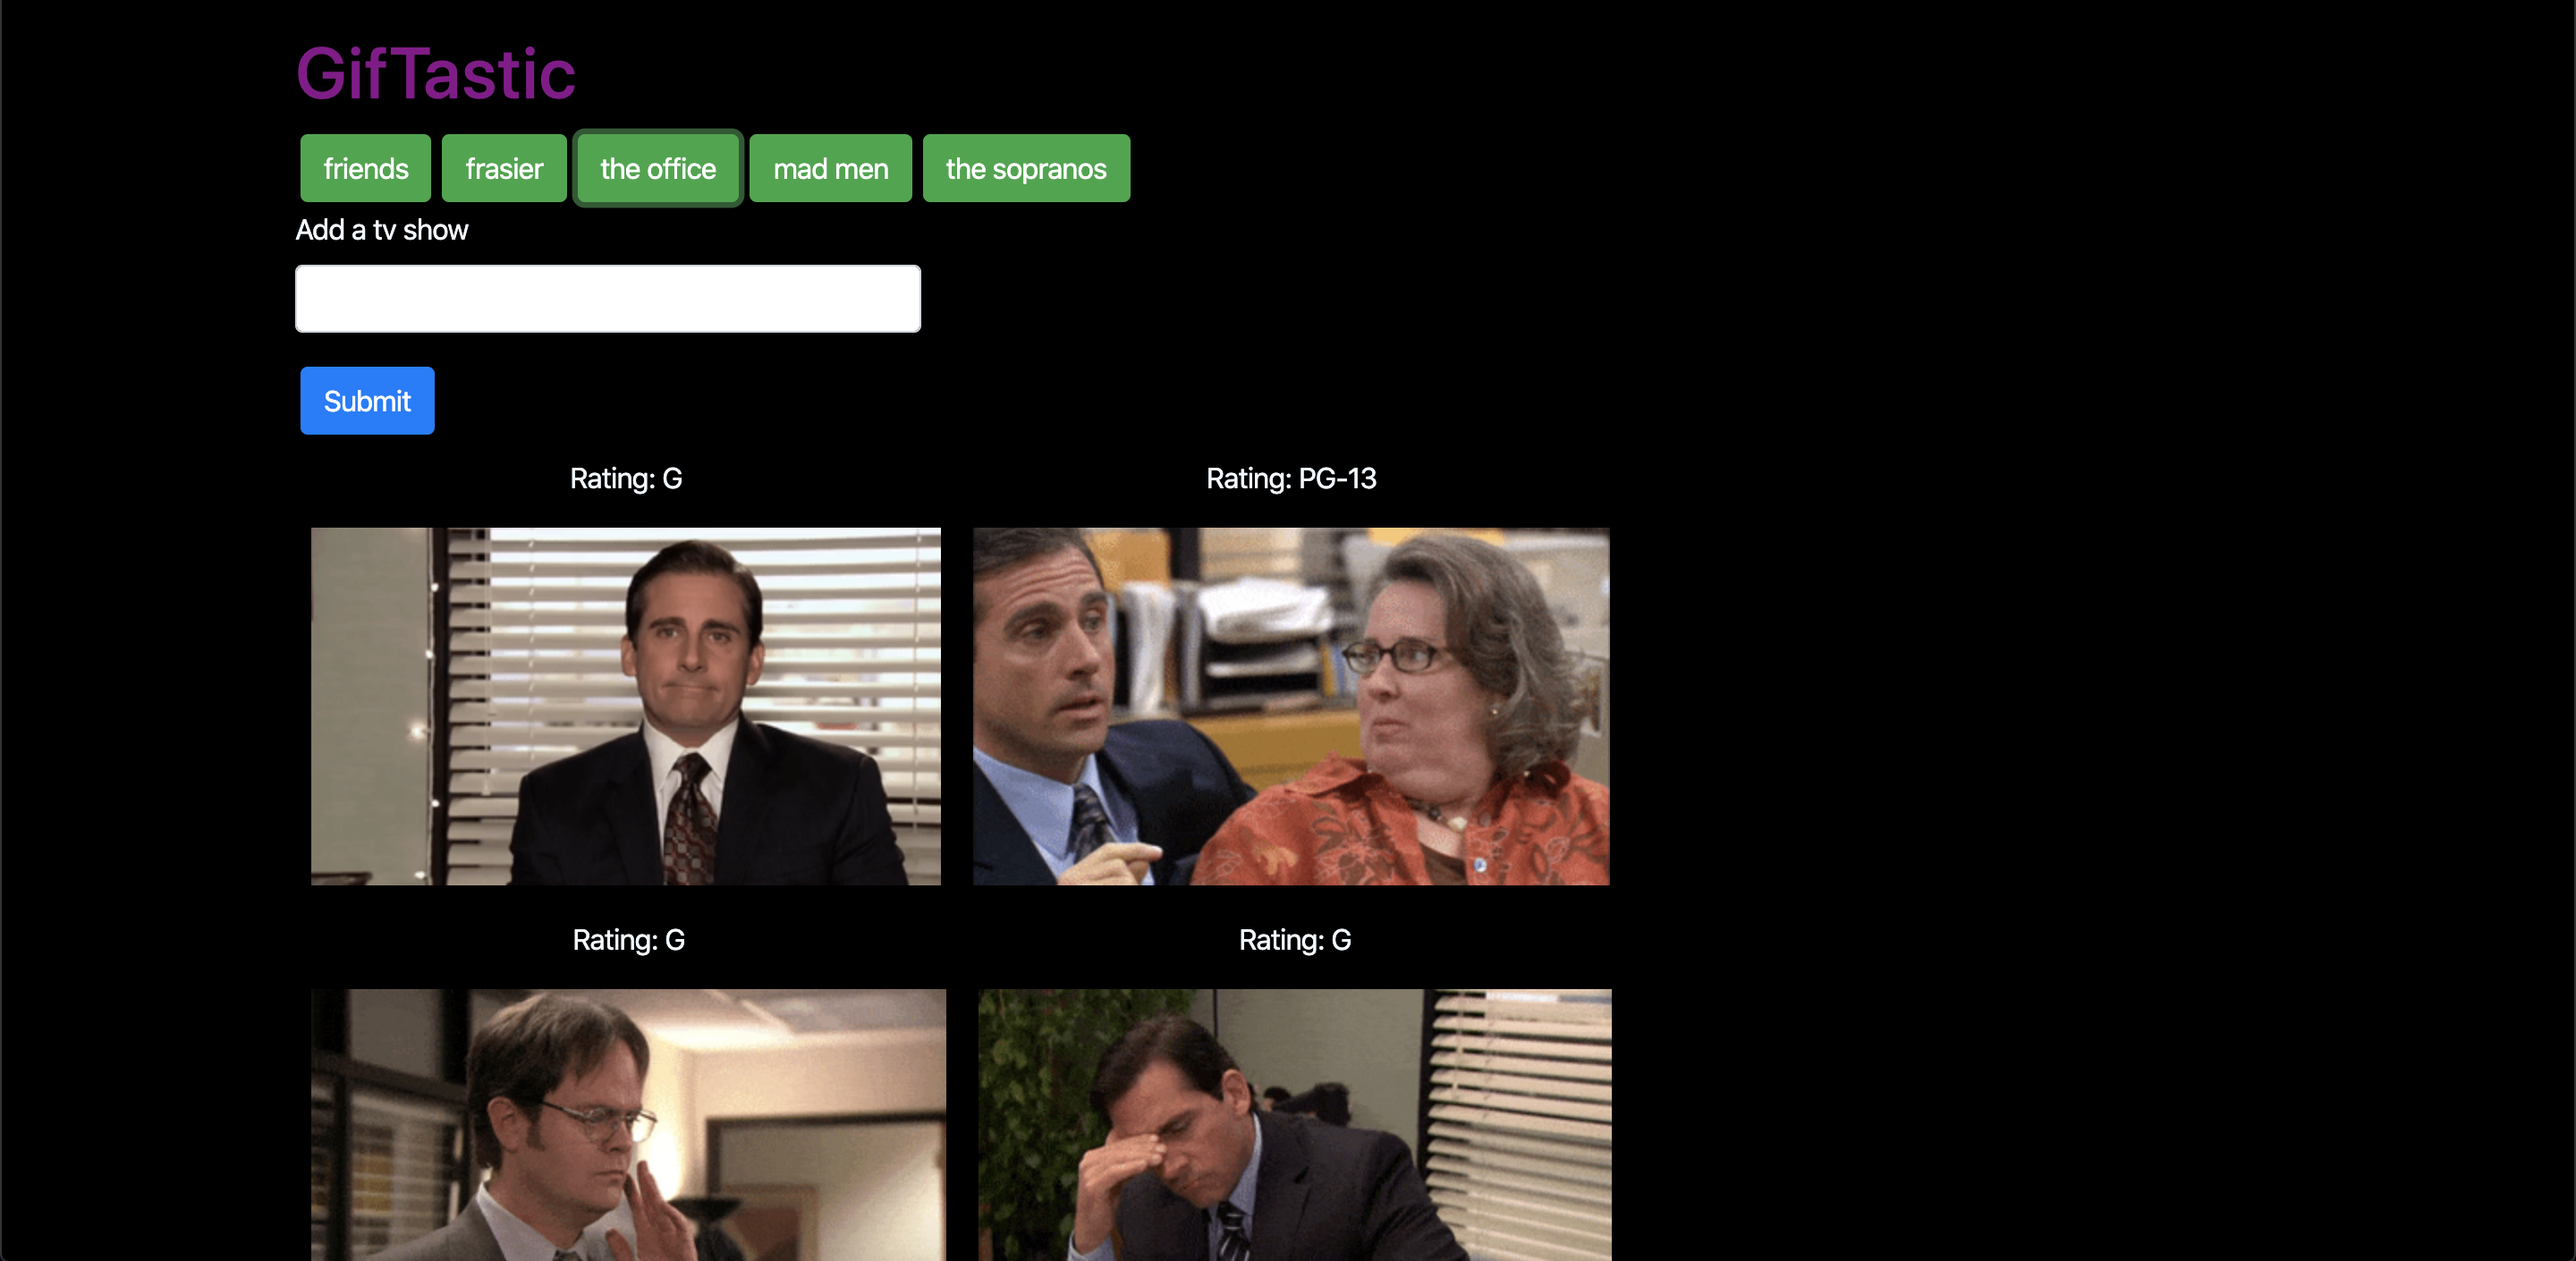 GifTastic
friends frasier the office mad men the sopranos
Add a tv show
Submit
Rating: G Rating: PG-13
Rating: G Rating: G